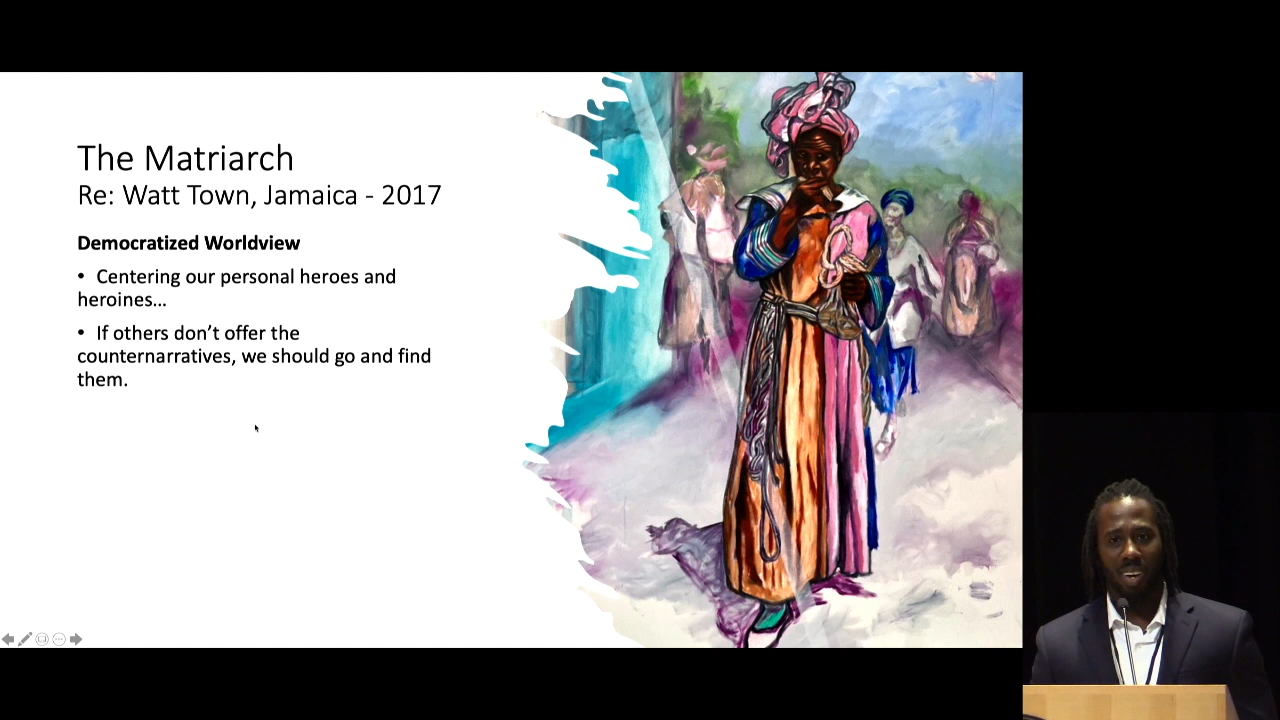 The Matriarch
Re: Watt Town, Jamaica - 2017
Democratized Worldview
• Centering our personal heroes and
heroines…
• If others don’t offer the
counternarratives, we should go and find
them.